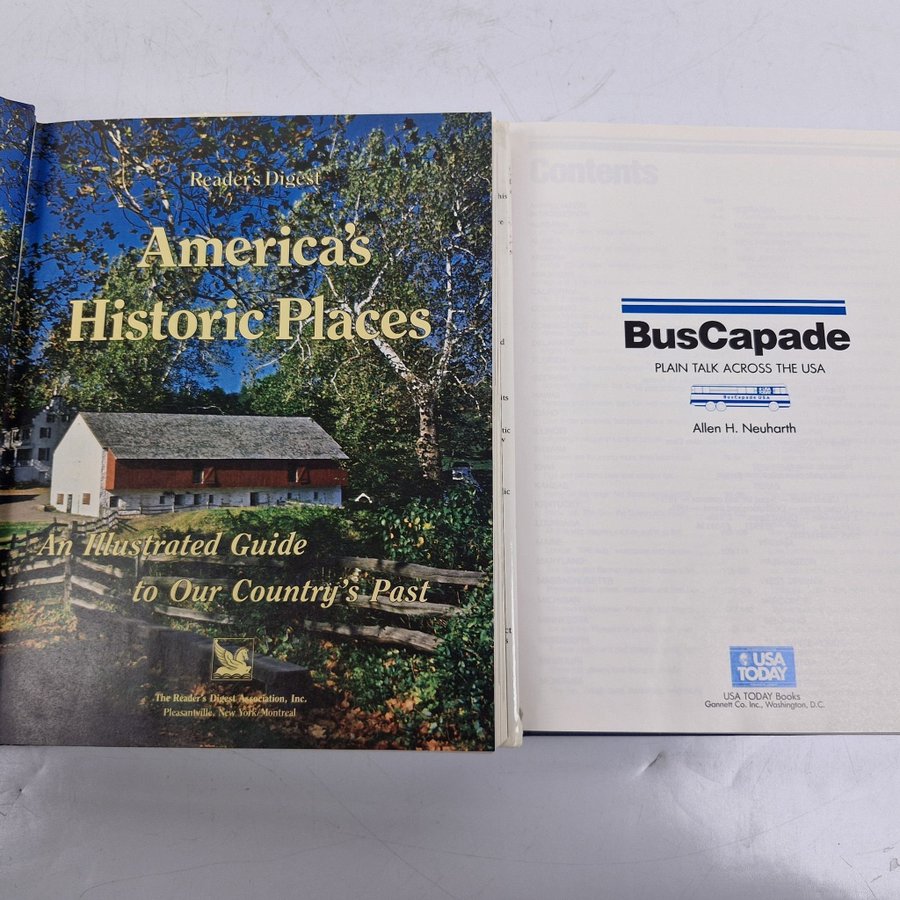 Reader's Digest
America's
Historic Places
An Illustrated Guide
to Our Country's Past
The Reader's Digest Association, Inc.
Pleasantville, New York/Montreal
Contents
BusCapade
PLAIN TALK ACROSS THE USA
BusCapade USA
Allen H. Neuharth
USA
TODAY
USA TODAY Books
Gannett Co. Inc., Washington, D.C.